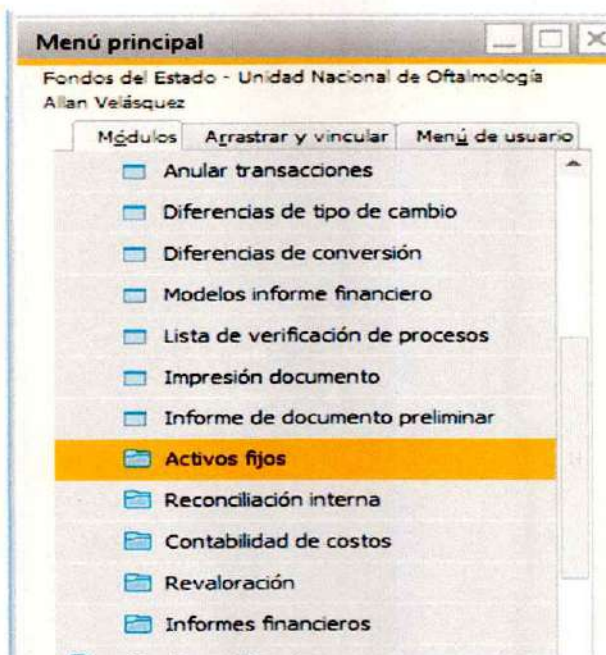 Menú principal
Fondos del Estado - Unidad Nacional de Oftalmología
Allan Velásquez
Módulos Arrastrar y vincular Menú de usuario
Anular transacciones
Diferencias de tipo de cambio
Diferencias de conversión
Modelos informe financiero
Lista de verificación de procesos
Impresión documento
Informe de documento preliminar
Activos fijos
Reconciliación interna
Contabilidad de costos
Revaloración
Informes financieros